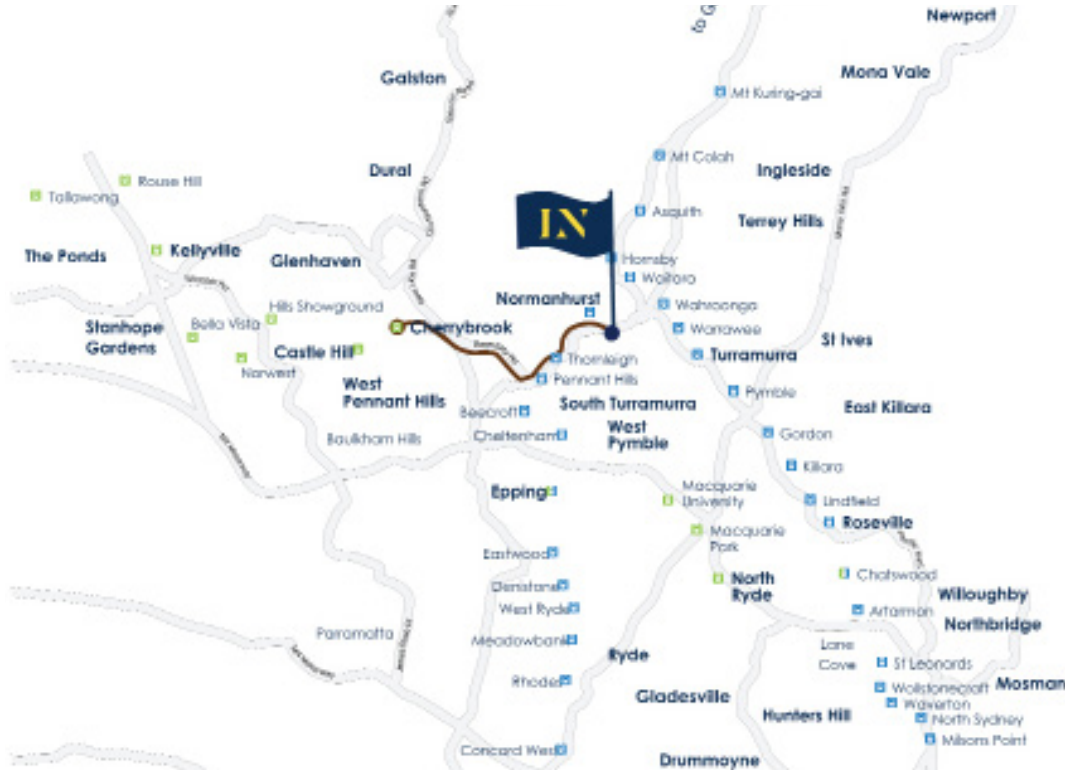 Newport
to G
Mona Vale
Galston
Mt Kuring-gai
Mt Colah
Ingleside
Dural
Rouse Hill
Tallawong
Asquith
Terrey Hills
IN
Kellyville
The Ponds
Glenhaven
Hornsby
Waitara
Normanhurst
Hills Showground
Wahroonga
Stanhope
Gardens
Bella Vista
Cherrybrook
Warrawee
St Ives
Castle Hill
Narwest
Thornleigh
Turramurra
West
Pennant Hills
Pennant Hills
Pymble
Beecroft
South Turramurra
East Killara
Baulkham Hills
Cheltenham
West
Pymble
Gordon
Killara
Epping
Macquarie
University
Lindfield
Roseville
Macquarie
Park
Eastwood
Denistone
North
Ryde
Chatswood
Willoughby
West Ryde
Artarmon
Northbridge
Parramatta
Meadowbank
Ryde
Lane
Cove
St Leonards
Rhodes
Gladesville
Wollstonecraft
Mosman
Waverton
Hunters Hill
North Sydney
Concord West
Milsons Point
Drummoyne